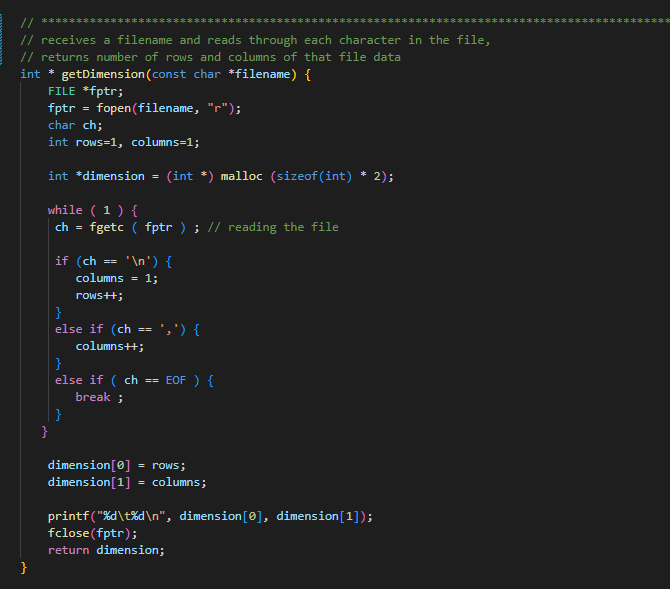 // *******************************************************************************************
// receives a filename and reads through each character in the file,
// returns number of rows and columns of that file data
int * getDimension(const char *filename) {
FILE *fptr;
fptr = fopen(filename, "r");
char ch;
int rows=1, columns=1;
int *dimension = (int *) malloc (sizeof(int) * 2);
while ( 1 ) {
ch = fgetc ( fptr ) ; // reading the file
if (ch == '\n') {
columns = 1;
rows++;
}
else if (ch == ',') {
columns++;
}
else if ( ch == EOF ) {
break ;
}
}
dimension[0] = rows;
dimension[1] = columns;
printf("%d\t%d\n", dimension[0], dimension[1]);
fclose(fptr);
return dimension;
}